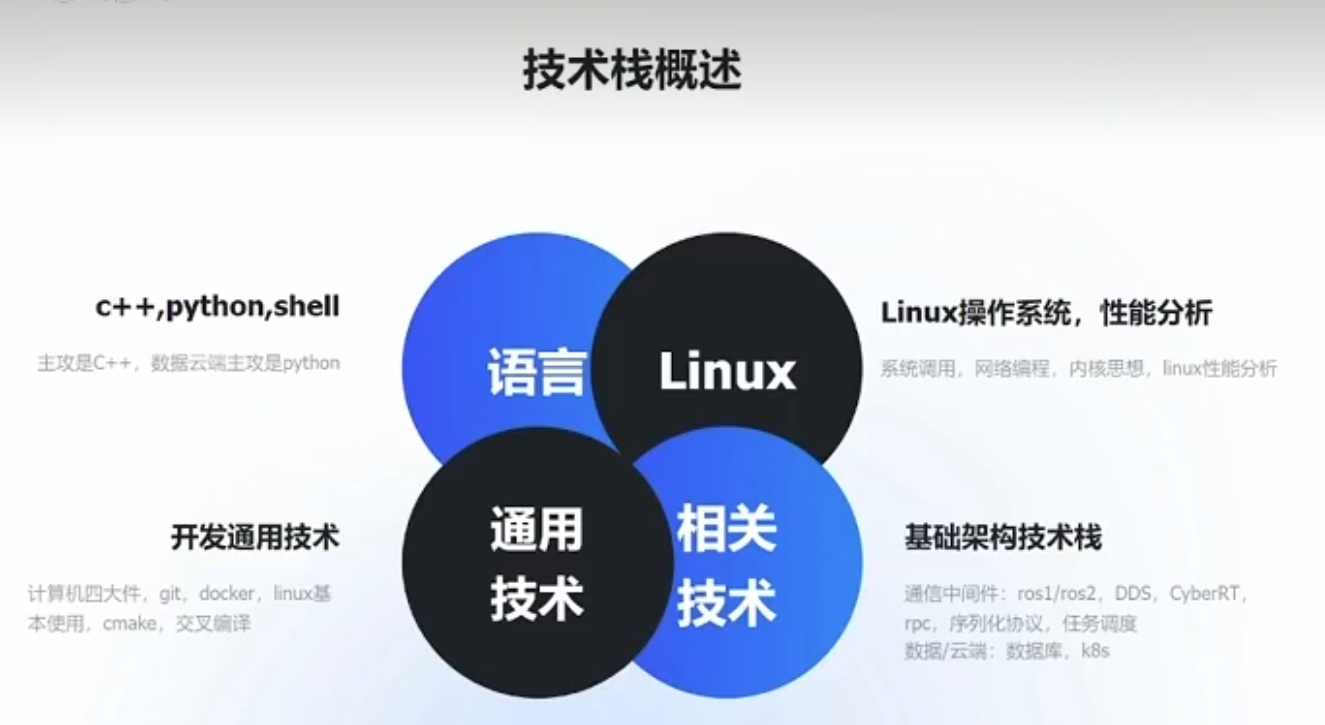 技术栈概述
c++,python,shell
主攻是C++，数据云端主攻是python
语言
Linux
Linux操作系统，性能分析
系统调用，网络编程，内核思想，linux性能分析
开发通用技术
计算机四大件，git，docker，linux基
本使用，cmake，交叉编译
通用
技术
相关
技术
基础架构技术栈
通信中间件：ros1/ros2，DDS，CyberRT，
rpc，序列化协议，任务调度
数据/云端：数据库，k8s